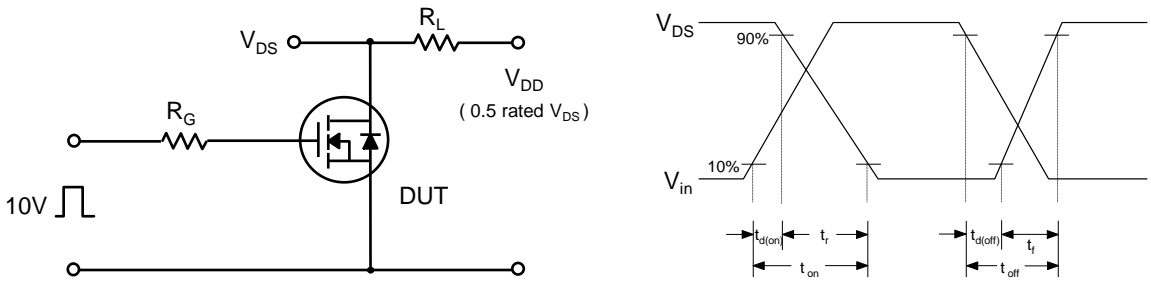 R_L
V_DS
V_DD
( 0.5 rated V_DS )
R_G
DUT
10V
V_DS
90%
10%
V_in
t_d(on)
t_r
t_on
t_d(off)
t_f
t_off